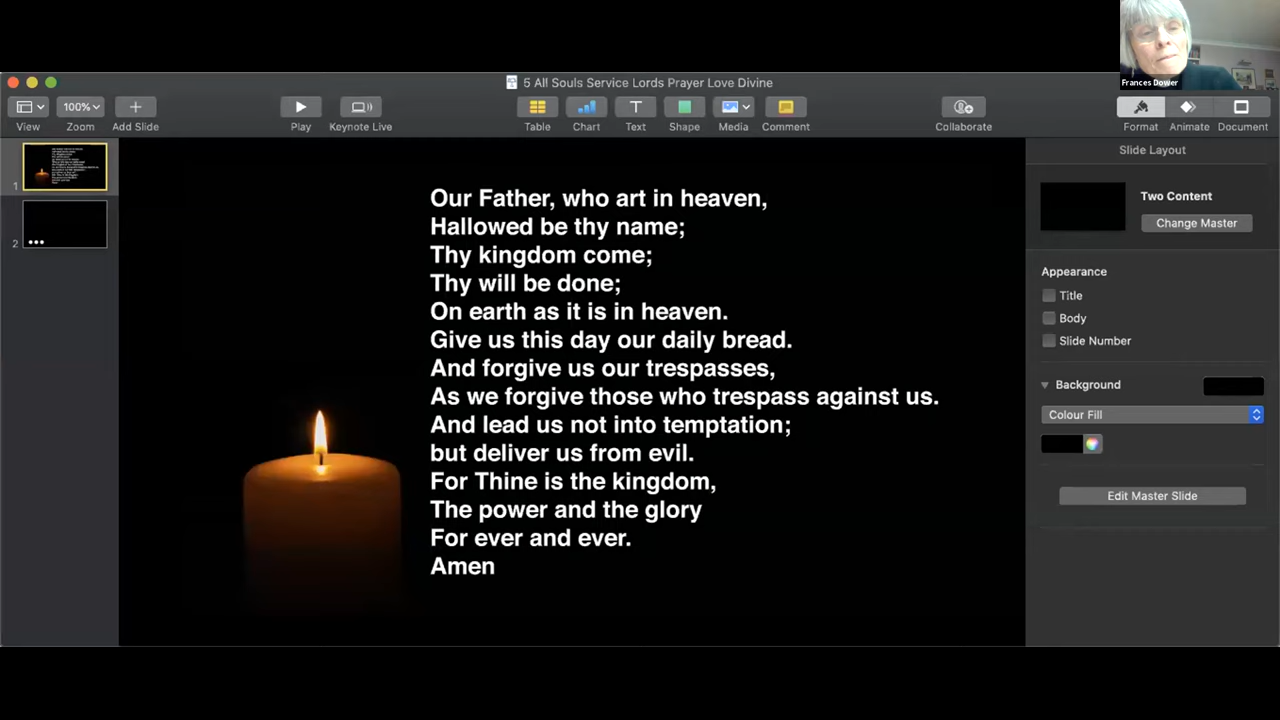 Frances Dower
5 All Souls Service Lords Prayer Love Divine
100%
View
Zoom
Add Slide
Play
Keynote Live
Table
Chart
Text
Shape
Media
Comment
Collaborate
Format
Animate
Document
1
2
Our Father, who art in heaven,
Hallowed be thy name;
Thy kingdom come;
Thy will be done;
On earth as it is in heaven.
Give us this day our daily bread.
And forgive us our trespasses,
As we forgive those who trespass against us.
And lead us not into temptation;
but deliver us from evil.
For Thine is the kingdom,
The power and the glory
For ever and ever.
Amen
Slide Layout
Two Content
Change Master
Appearance
Title
Body
Slide Number
Background
Colour Fill
Edit Master Slide